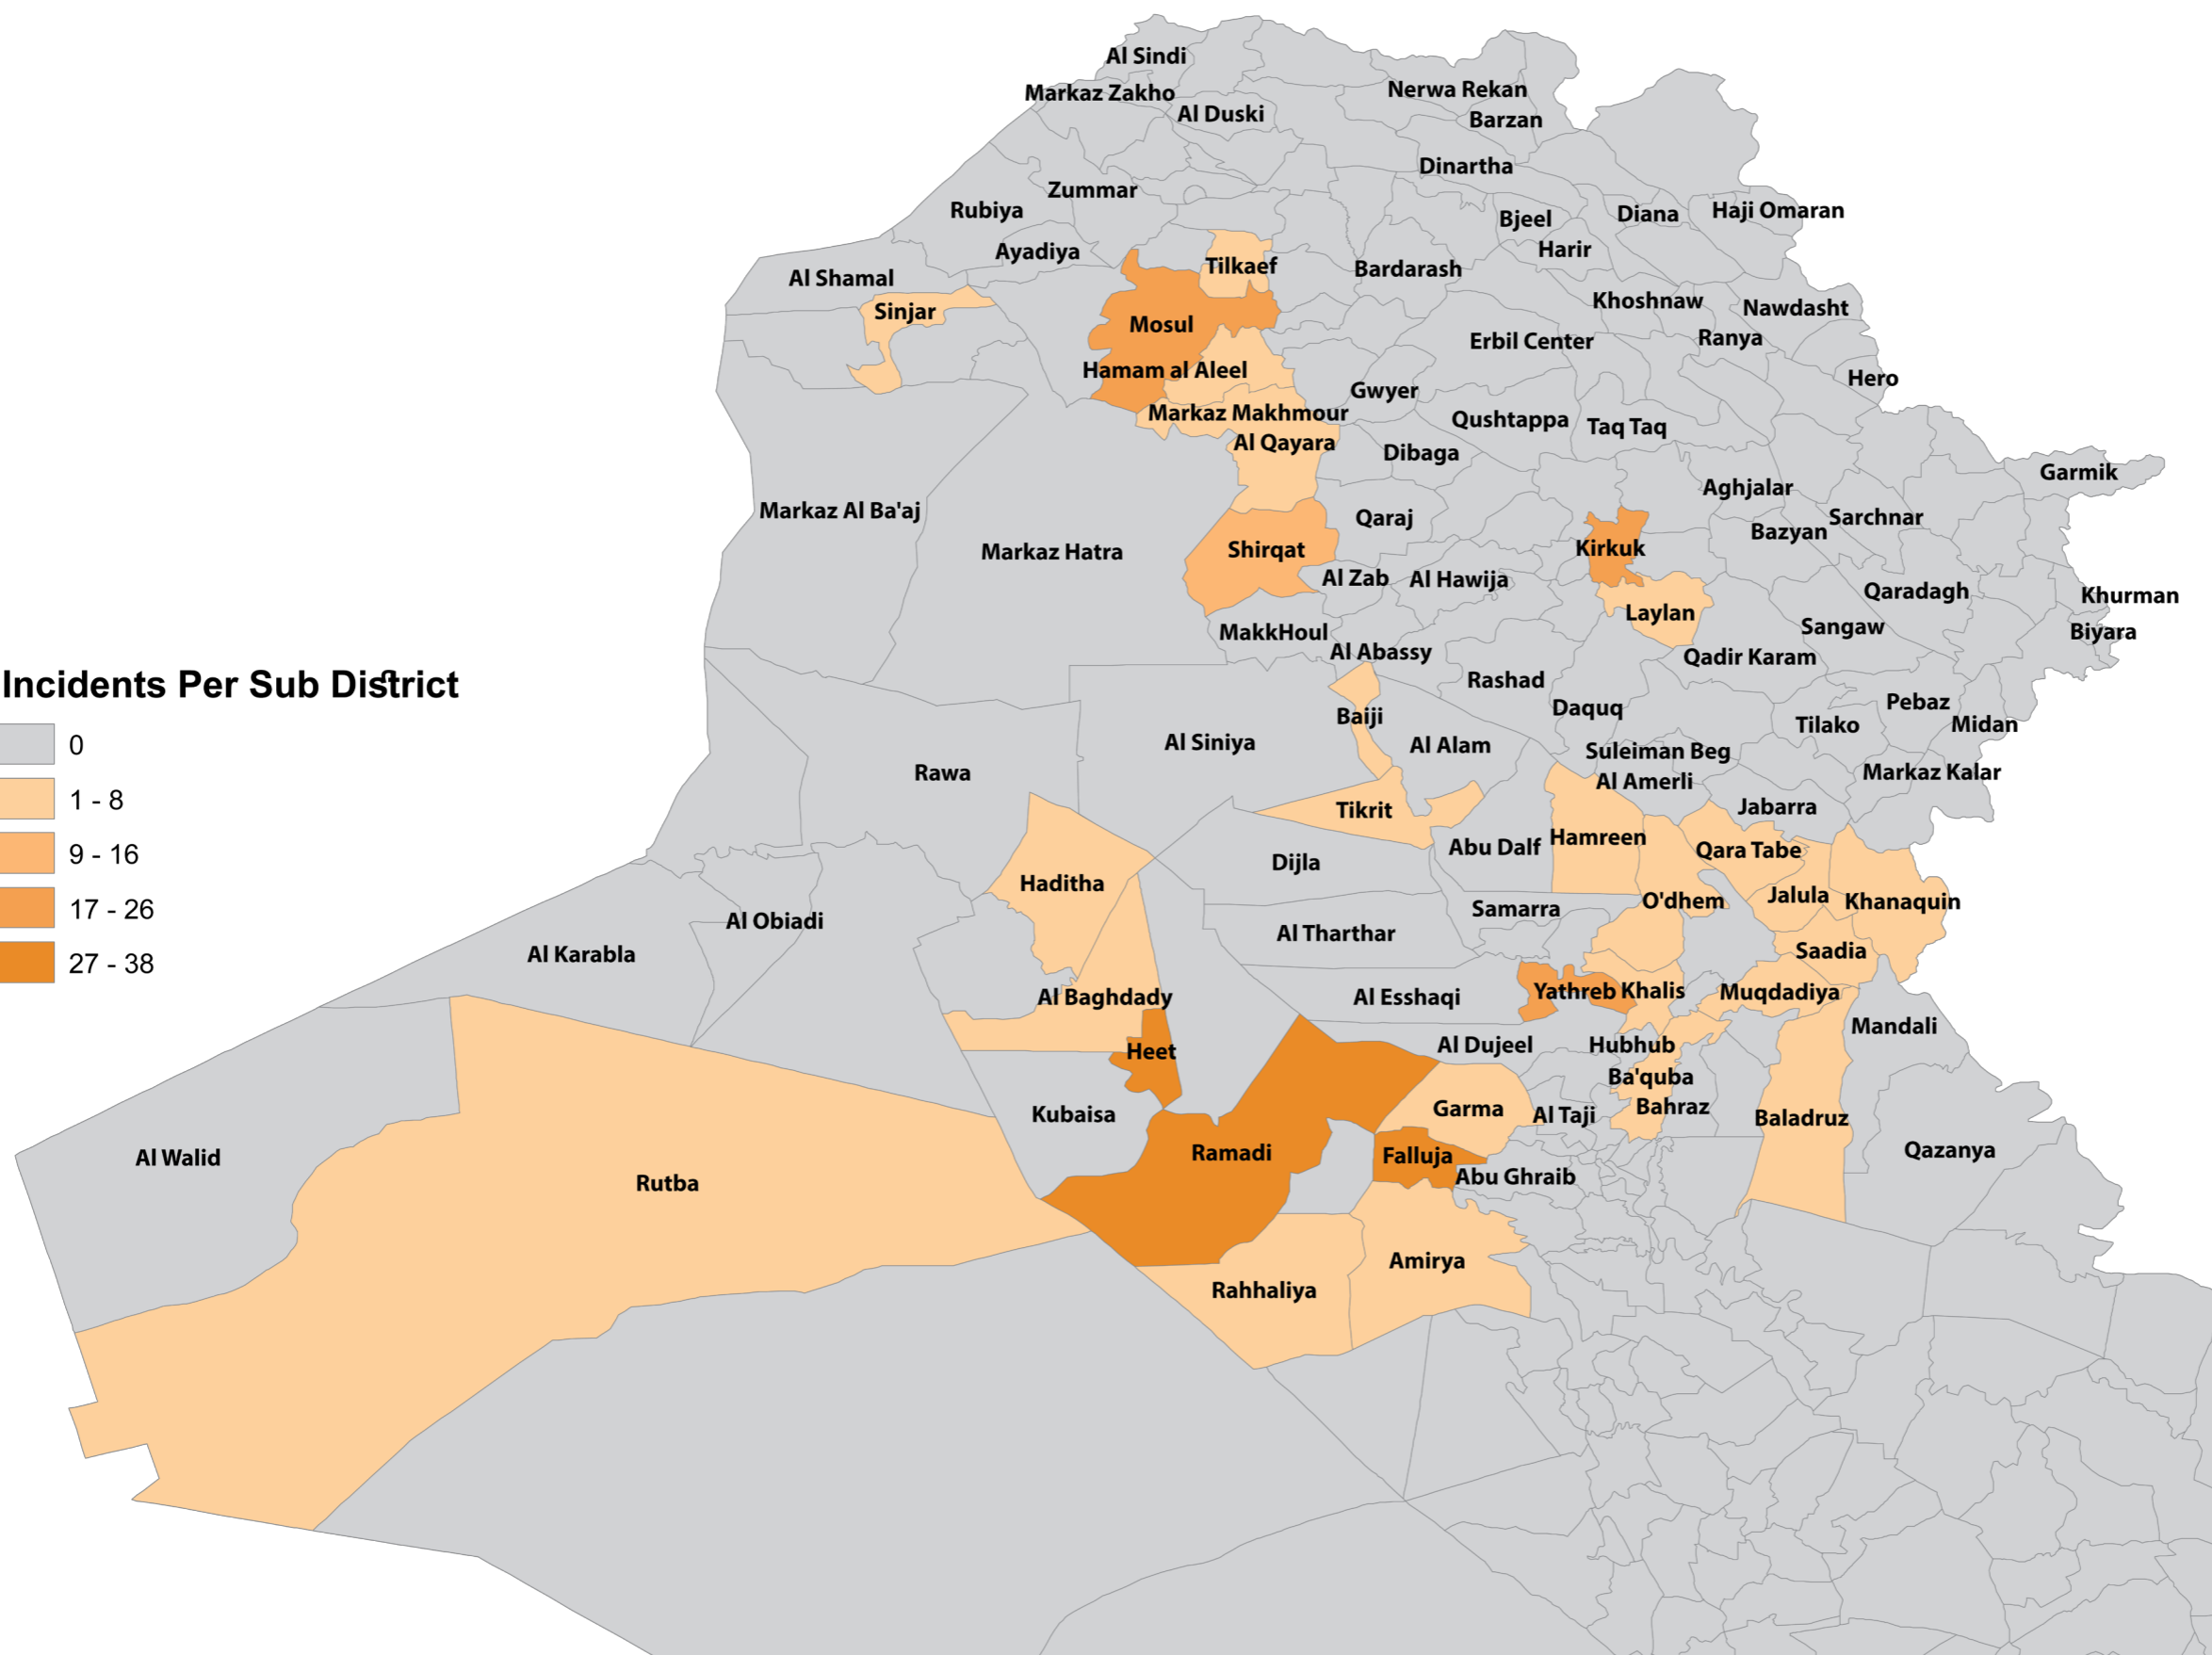 Al Sindi
Markaz Zakho
Nerwa Rekan
Al Duski
Barzan
Dinartha
Zummar
Rubiya
Bjeel
Diana
Haji Omaran
Ayadiya
Harir
Al Shamal
Tilkaef
Bardarash
Sinjar
Khoshnaw
Nawdasht
Mosul
Erbil Center
Ranya
Hamam al Aleel
Hero
Gwyer
Markaz Makhmour
Qushtappa
Taq Taq
Al Qayara
Dibaga
Garmik
Aghjalar
Markaz Al Ba'aj
Qaraj
Sarchnar
Bazyan
Markaz Hatra
Shirqat
Kirkuk
Al Zab
Al Hawija
Qaradagh
Khurman
Laylan
MakkHoul
Sangaw
Biyara
Al Abassy
Qadir Karam
Rashad
Incidents Per Sub District
0
1 - 8
9 - 16
17 - 26
27 - 38
Daquq
Pebaz
Baiji
Tilako
Midan
Al Siniya
Al Alam
Suleiman Beg
Rawa
Markaz Kalar
Al Amerli
Tikrit
Jabarra
Hamreen
Abu Dalf
Qara Tabe
Dijla
Haditha
Jalula
O'dhem
Khanaquin
Samarra
Al Obiadi
Al Tharthar
Saadia
Al Karabla
Al Baghdady
Al Esshaqi
Yathreb
Khalis
Muqdadiya
Mandali
Heet
Al Dujeel
Hubhub
Ba'quba
Kubaisa
Garma
Al Taji
Bahraz
Baladruz
Al Walid
Ramadi
Falluja
Qazanya
Abu Ghraib
Rutba
Amirya
Rahhaliya